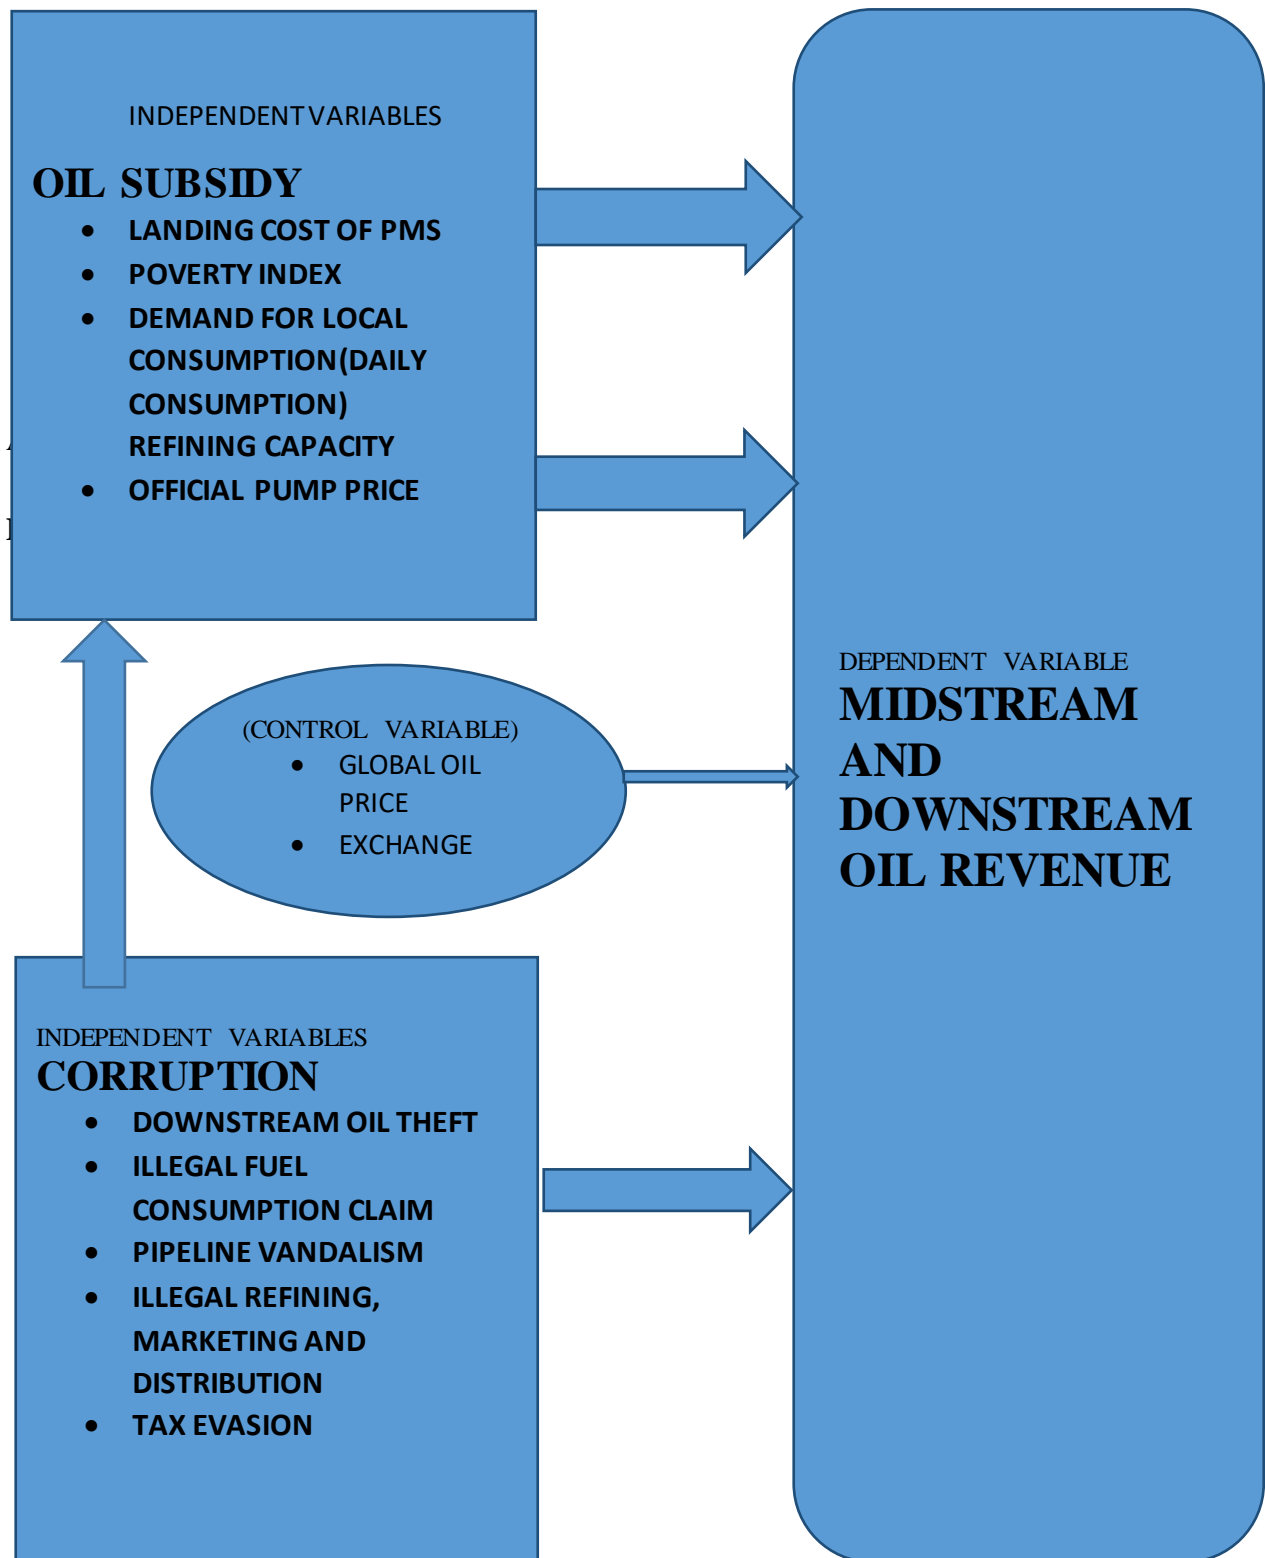 INDEPENDENT VARIABLES
OIL SUBSIDY
• LANDING COST OF PMS
• POVERTY INDEX
• DEMAND FOR LOCAL
CONSUMPTION(DAILY
CONSUMPTION)
REFINING CAPACITY
• OFFICIAL PUMP PRICE
(CONTROL VARIABLE)
• GLOBAL OIL
PRICE
• EXCHANGE
INDEPENDENT VARIABLES
CORRUPTION
• DOWNSTREAM OIL THEFT
• ILLEGAL FUEL
CONSUMPTION CLAIM
• PIPELINE VANDALISM
• ILLEGAL REFINING,
MARKETING AND
DISTRIBUTION
• TAX EVASION
DEPENDENT VARIABLE
MIDSTREAM
AND
DOWNSTREAM
OIL REVENUE